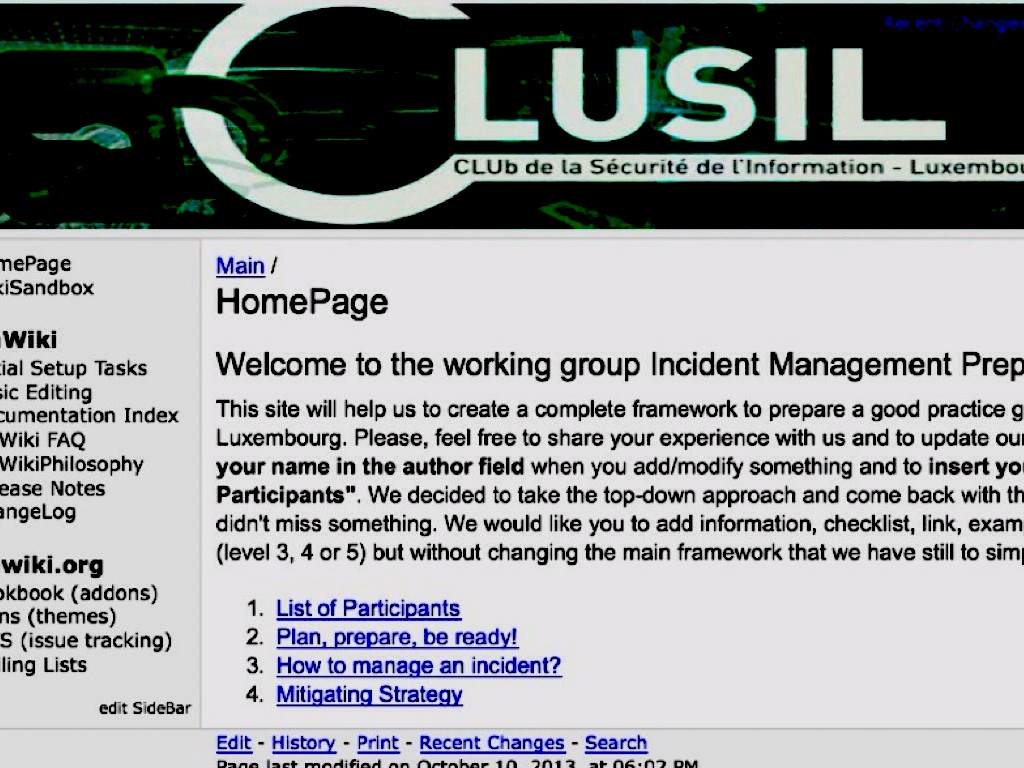 Recent Changes
CLUSIL
CLUb de la Sécurité de l'Information - Luxembou
mePage
kiSandbox
Wiki
ial Setup Tasks
sic Editing
cumentation Index
Wiki FAQ
WikiPhilosophy
ease Notes
angeLog
wiki.org
okbook (addons)
ns (themes)
S (issue tracking)
ling Lists
edit SideBar
Main /
HomePage
Welcome to the working group Incident Management Prep
This site will help us to create a complete framework to prepare a good practice g
Luxembourg. Please, feel free to share your experience with us and to update our
your name in the author field when you add/modify something and to insert you
Participants". We decided to take the top-down approach and come back with th
didn't miss something. We would like you to add information, checklist, link, exam
(level 3, 4 or 5) but without changing the main framework that we have still to simp
1. List of Participants
2. Plan, prepare, be ready!
3. How to manage an incident?
4. Mitigating Strategy
Edit - History - Print - Recent Changes - Search
Page last modified on October 10, 2013, at 06:02 PM